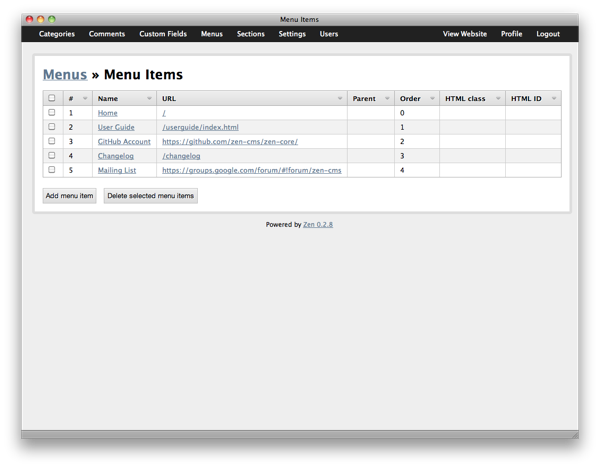 Menu Items
Categories Comments Custom Fields Menus Sections Settings Users View Website Profile Logout
Menus » Menu Items
# Name URL Parent Order HTML class HTML ID
1 Home / 0
2 User Guide /userguide/index.html 1
3 GitHub Account https://github.com/zen-cms/zen-core/ 2
4 Changelog /changelog 3
5 Mailing List https://groups.google.com/forum/#!forum/zen-cms 4
Add menu item Delete selected menu items
Powered by Zen 0.2.8